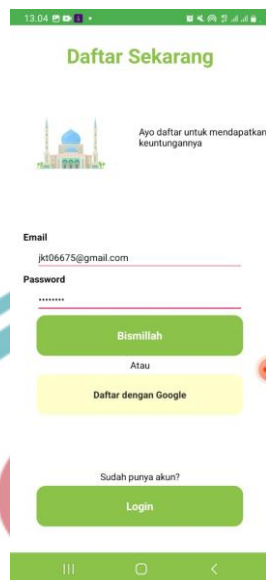 13.04
Daftar Sekarang
Ayo daftar untuk mendapatkan
keuntungannya
Email
jkt06675@gmail.com
Password
Bismillah
Atau
Daftar dengan Google
Sudah punya akun?
Login